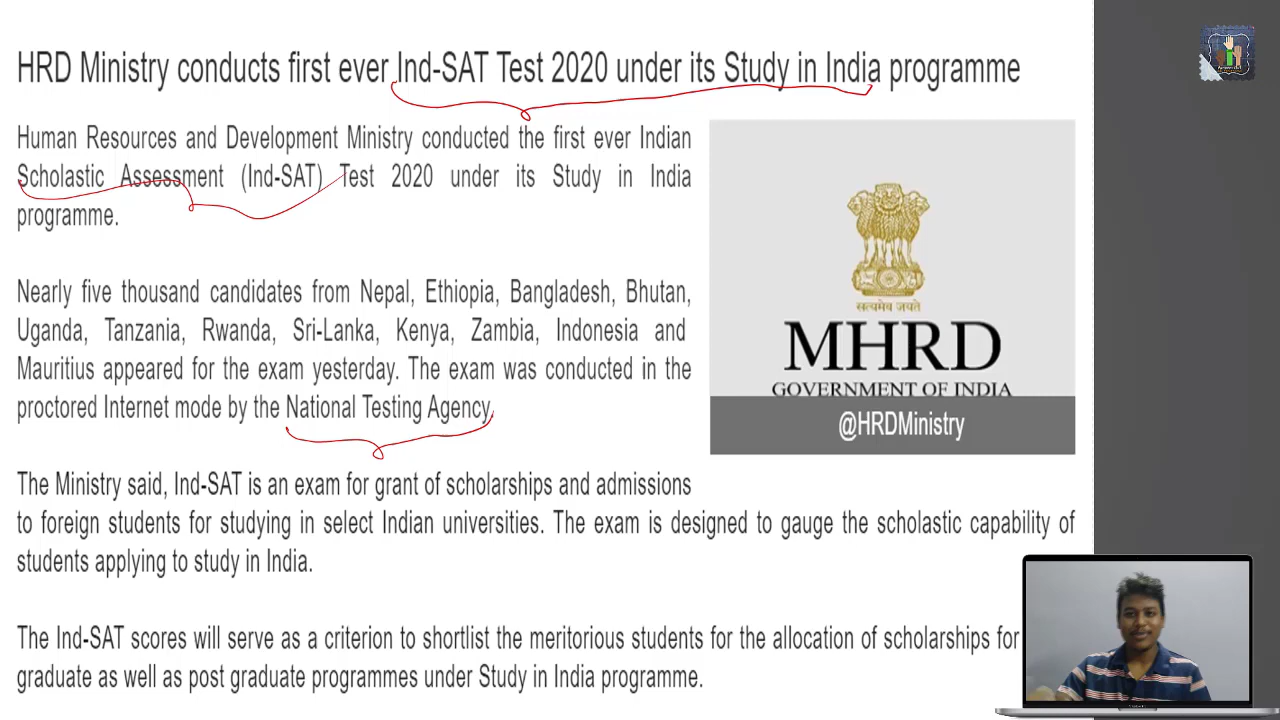 HRD Ministry conducts first ever Ind-SAT Test 2020 under its Study in India programme
Human Resources and Development Ministry conducted the first ever Indian
Scholastic Assessment (Ind-SAT) Test 2020 under its Study in India
programme.
Nearly five thousand candidates from Nepal, Ethiopia, Bangladesh, Bhutan,
Uganda, Tanzania, Rwanda, Sri-Lanka, Kenya, Zambia, Indonesia and
Mauritius appeared for the exam yesterday. The exam was conducted in the
proctored Internet mode by the National Testing Agency.
सत्यमेव जयते
MHRD
GOVERNMENT OF INDIA
@HRDMinistry
The Ministry said, Ind-SAT is an exam for grant of scholarships and admissions
to foreign students for studying in select Indian universities. The exam is designed to gauge the scholastic capability of
students applying to study in India.
The Ind-SAT scores will serve as a criterion to shortlist the meritorious students for the allocation of scholarships for
graduate as well as post graduate programmes under Study in India programme.